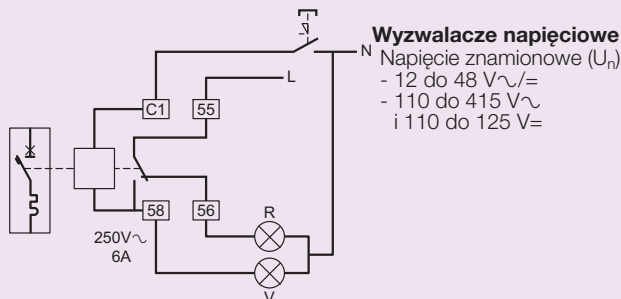 Wyzwalacze napięciowe
N
Napięcie znamionowe (Un)
- 12 do 48 V∿/=
- 110 do 415 V∿
i 110 do 125 V=
L
C1
55
58
56
R
250V∿
6A
V